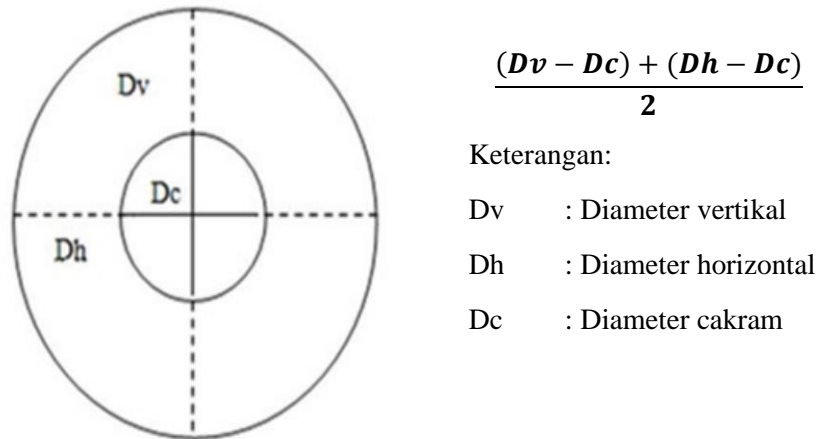 Dv
Dc
Dh
(Dv − Dc) + (Dh − Dc)
2
Keterangan:
Dv : Diameter vertikal
Dh : Diameter horizontal
Dc : Diameter cakram